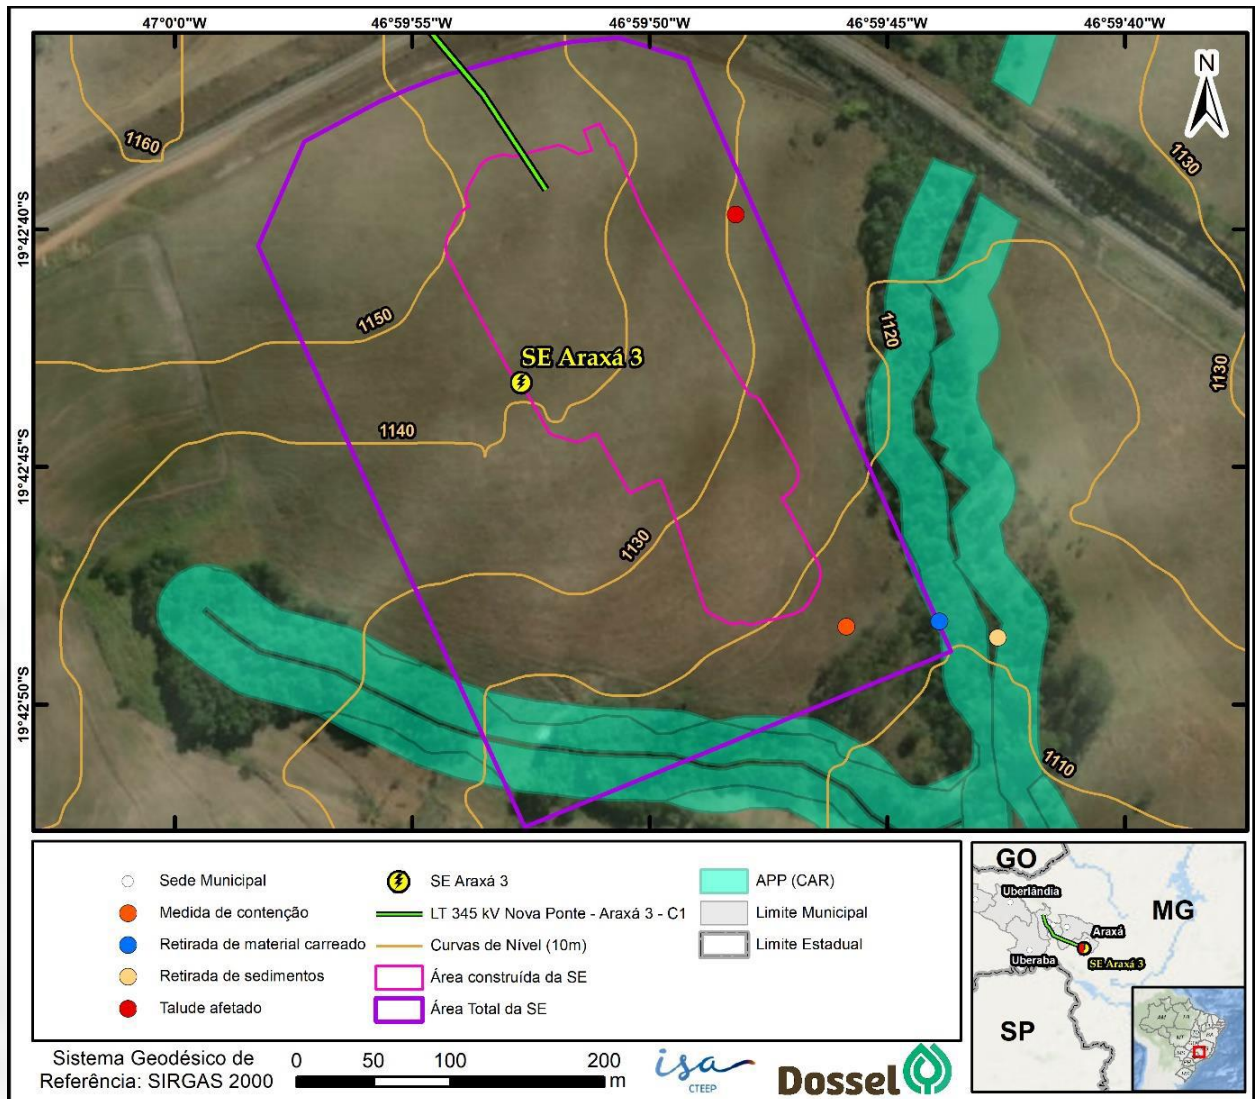 47°0'0"W 46°59'55"W 46°59'50"W 46°59'45"W 46°59'40"W
N
1160
1130
19°42'40"S
1150
1120
SE Araxá 3
1130
1140
19°42'45"S
1130
19°42'50"S
1110
Sede Municipal
Medida de contenção
Retirada de material carreado
Retirada de sedimentos
Talude afetado
SE Araxá 3
LT 345 kV Nova Ponte - Araxá 3 - C1
Curvas de Nível (10m)
Área construída da SE
Área Total da SE
APP (CAR)
Limite Municipal
Limite Estadual
GO
Uberlândia
MG
Araxá
SE Araxá 3
Uberaba
SP
Sistema Geodésico de
Referência: SIRGAS 2000
0 50 100 200
m
isa
CTEEP
Dossel